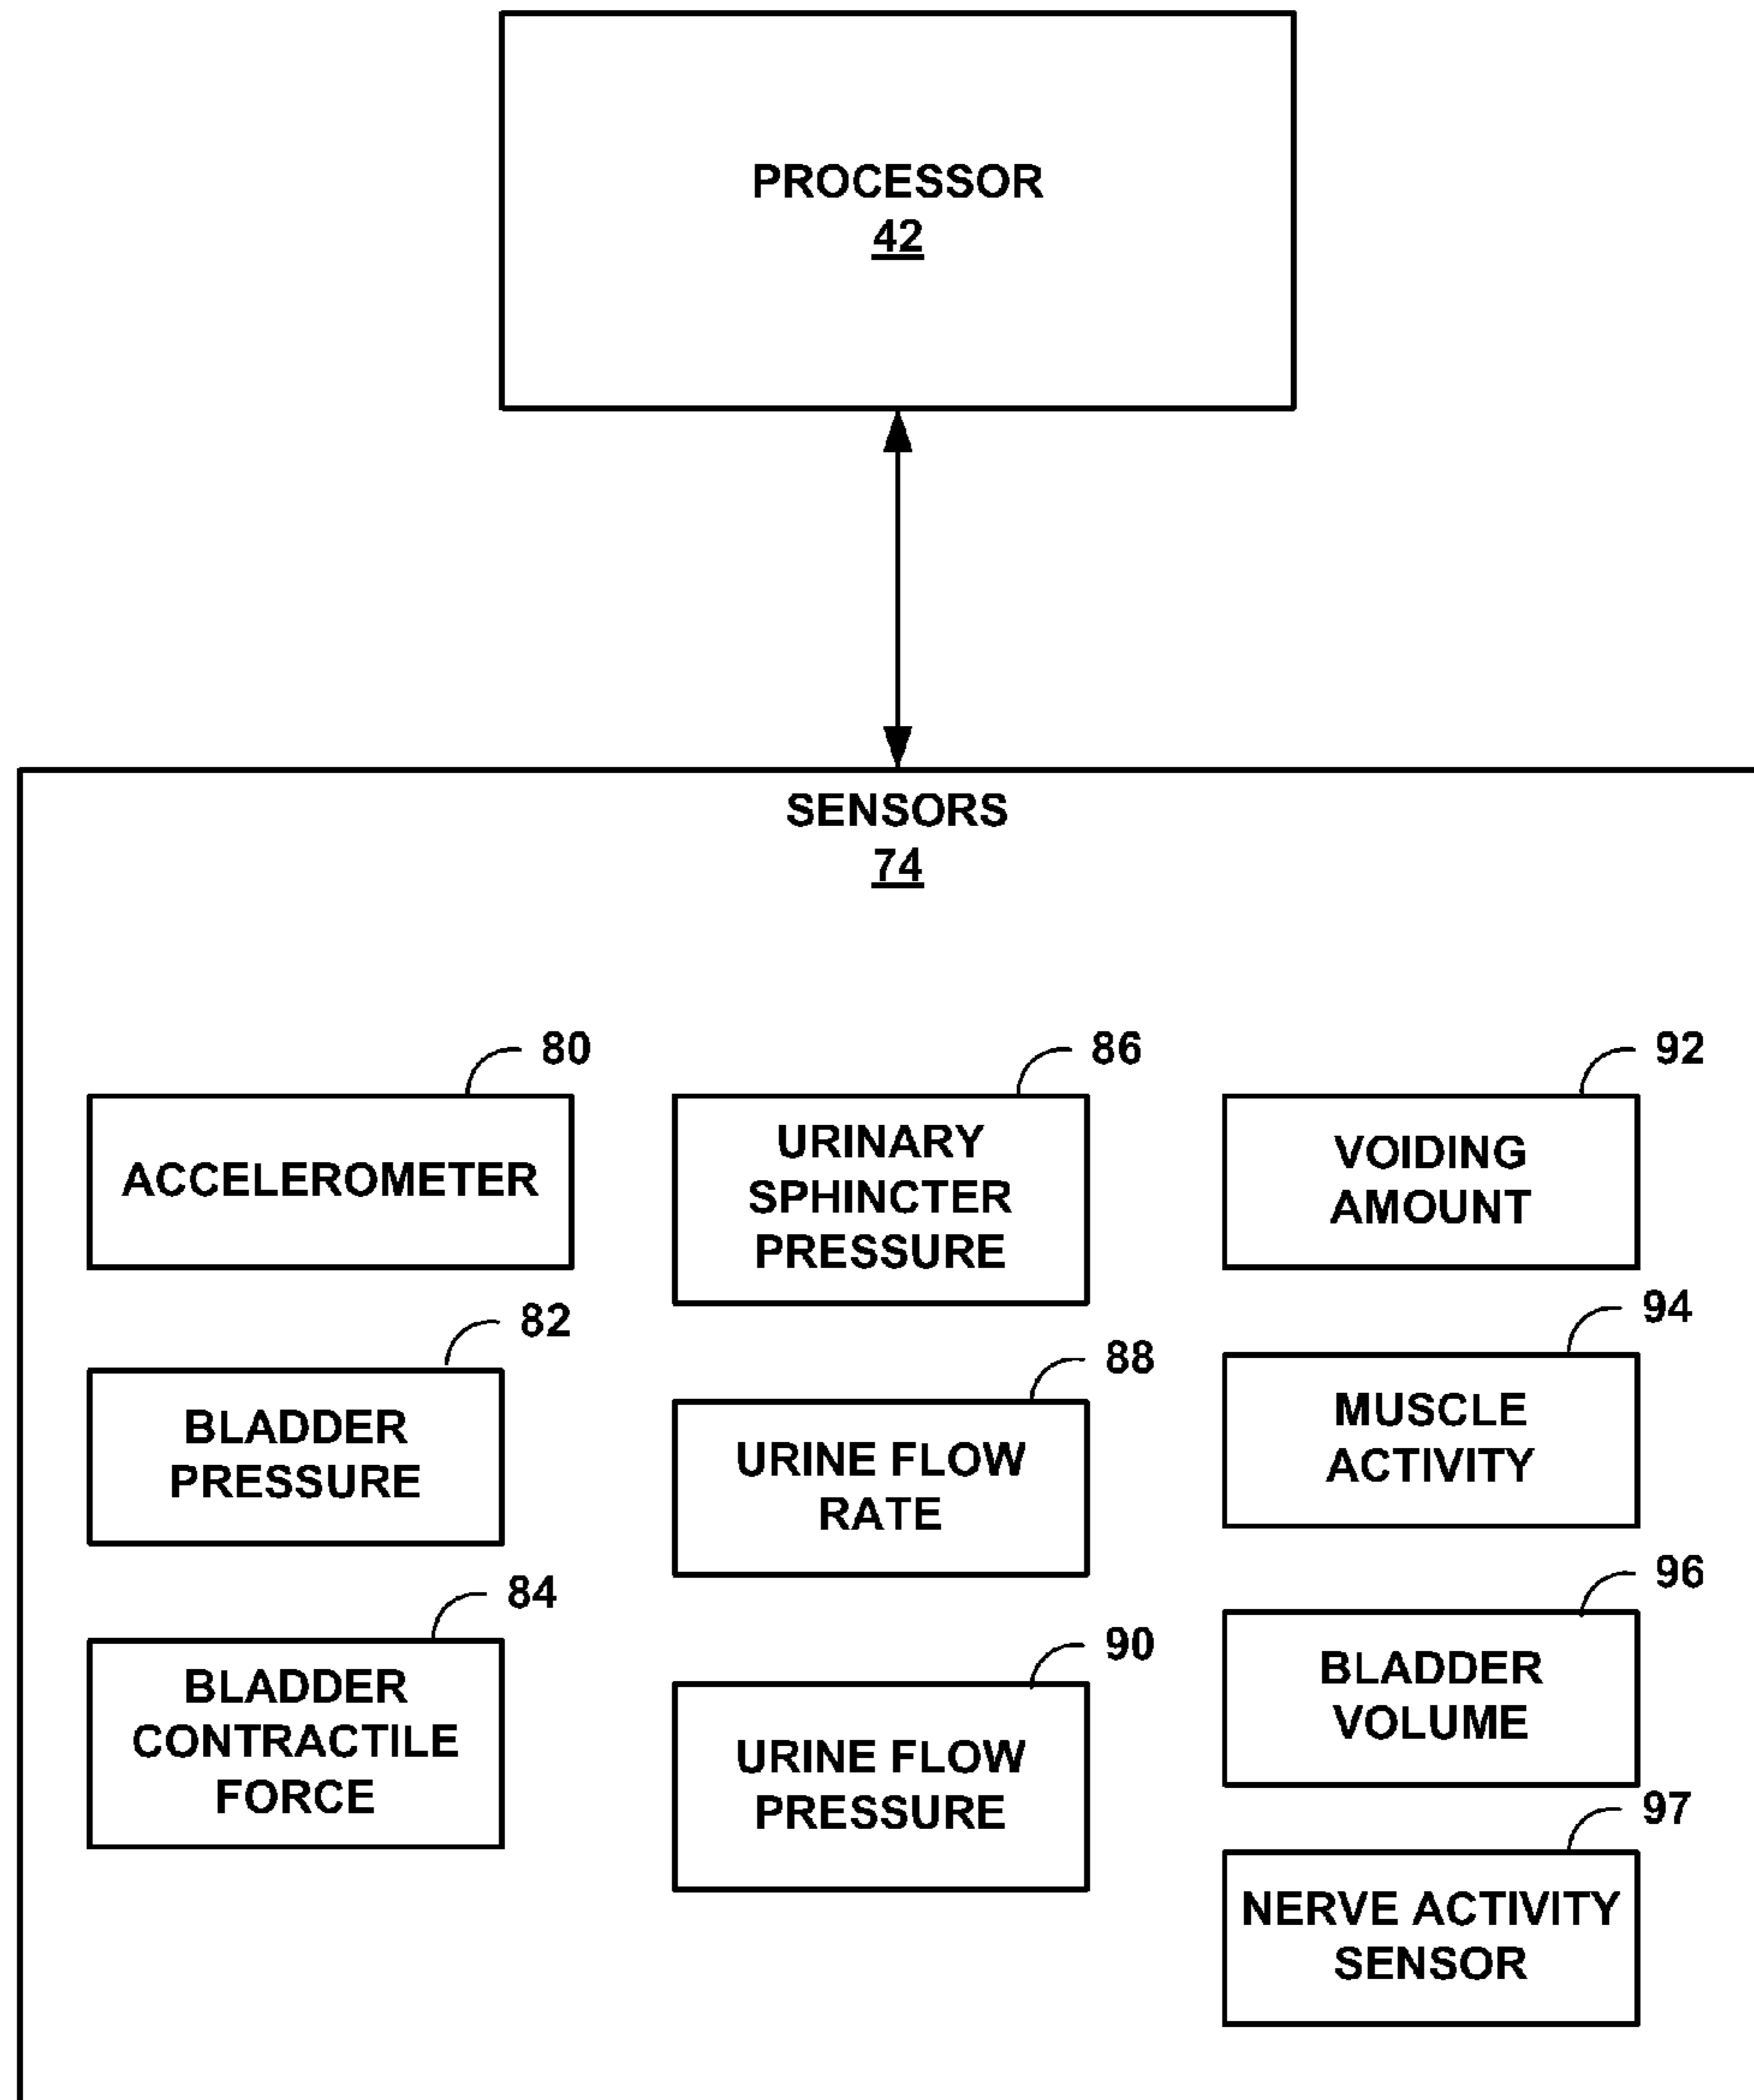 PROCESSOR
42
SENSORS
74
80
ACCELEROMETER
82
BLADDER
PRESSURE
84
BLADDER
CONTRACTILE
FORCE
86
URINARY
SPHINCTER
PRESSURE
88
URINE FLOW
RATE
90
URINE FLOW
PRESSURE
92
VOIDING
AMOUNT
94
MUSCLE
ACTIVITY
96
BLADDER
VOLUME
97
NERVE ACTIVITY
SENSOR